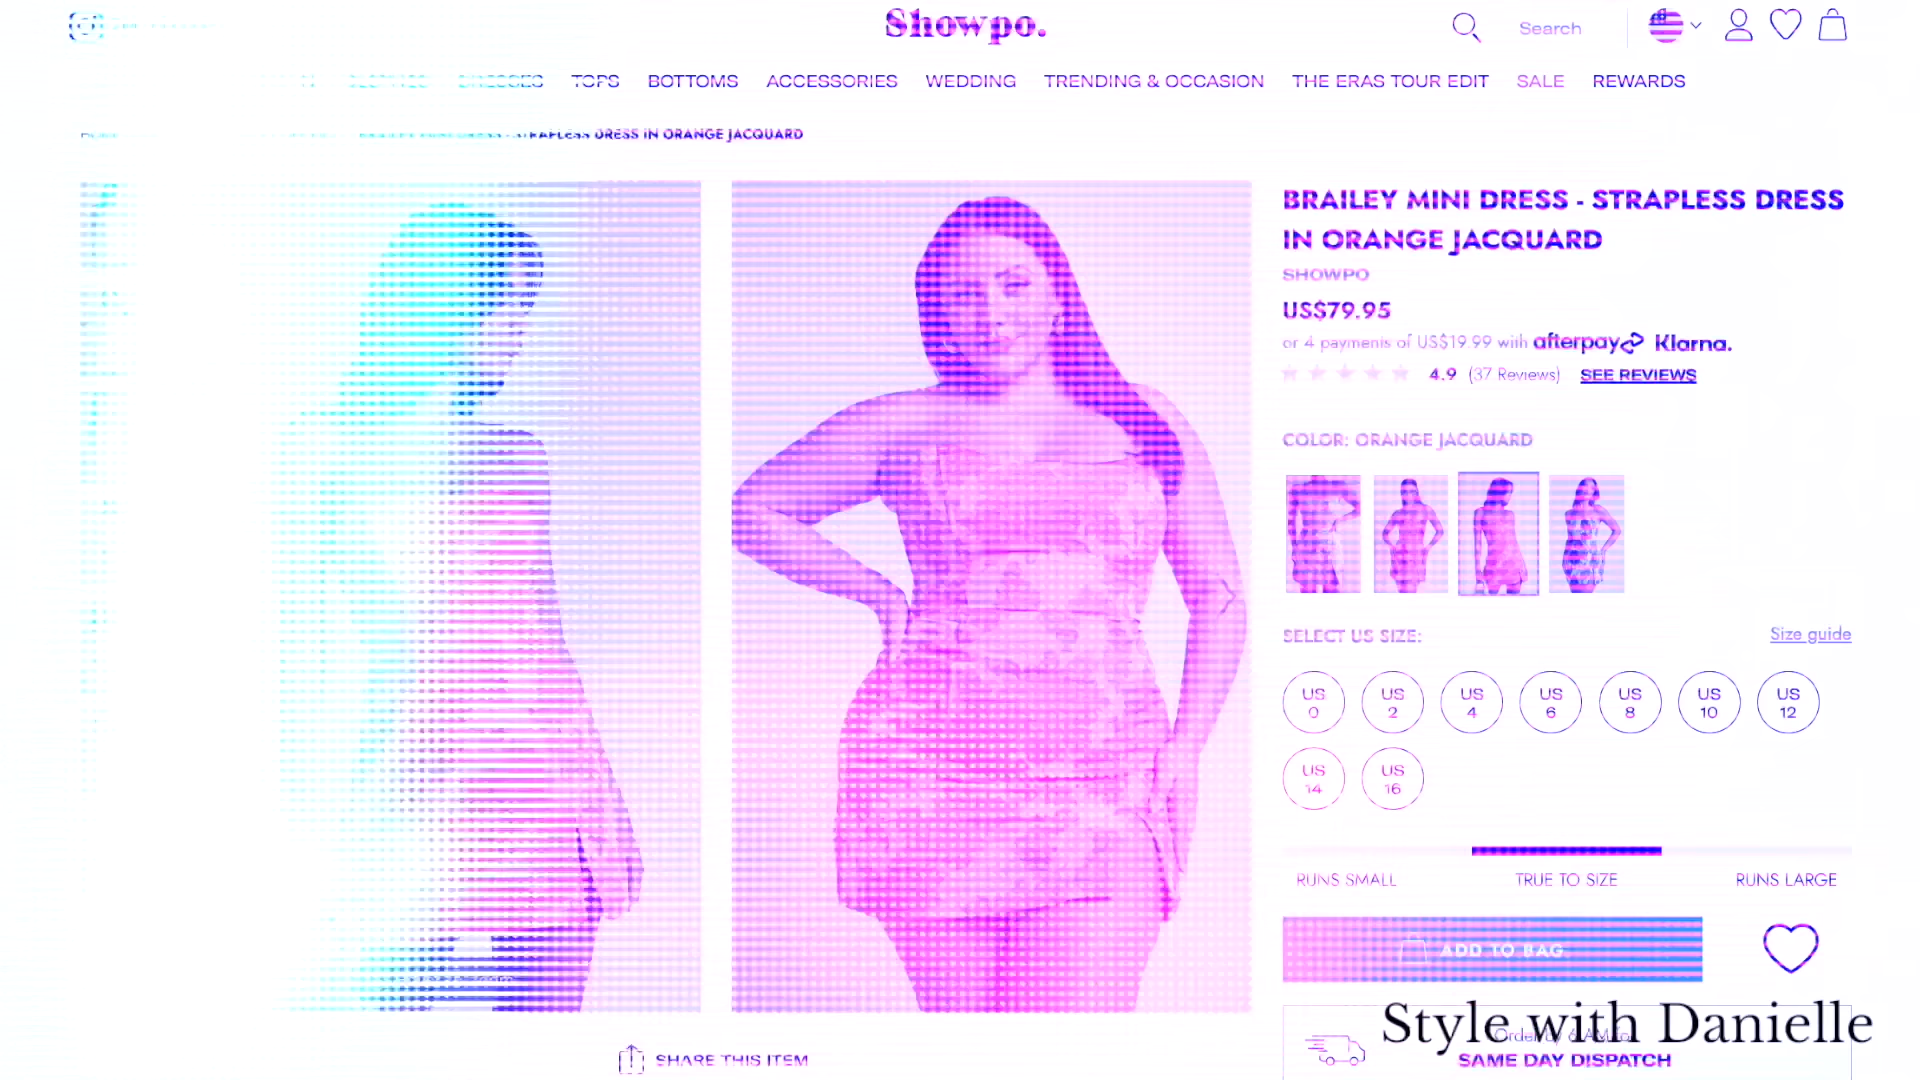 Showpo.
Search
TOPS BOTTOMS ACCESSORIES WEDDING TRENDING & OCCASION THE ERAS TOUR EDIT SALE REWARDS
STRAPLESS DRESS IN ORANGE JACQUARD
BRAILEY MINI DRESS - STRAPLESS DRESS
IN ORANGE JACQUARD
SHOWPO
US$79.95
or 4 payments of US$19.99 with afterpay Klarna.
4.9 (37 Reviews) SEE REVIEWS
COLOR: ORANGE JACQUARD
SELECT US SIZE: Size guide
US 0
US 2
US 4
US 6
US 8
US 10
US 12
US 14
US 16
RUNS SMALL TRUE TO SIZE RUNS LARGE
ADD TO BAG
Style with Danielle
Order by
SAME DAY DISPATCH
SHARE THIS ITEM